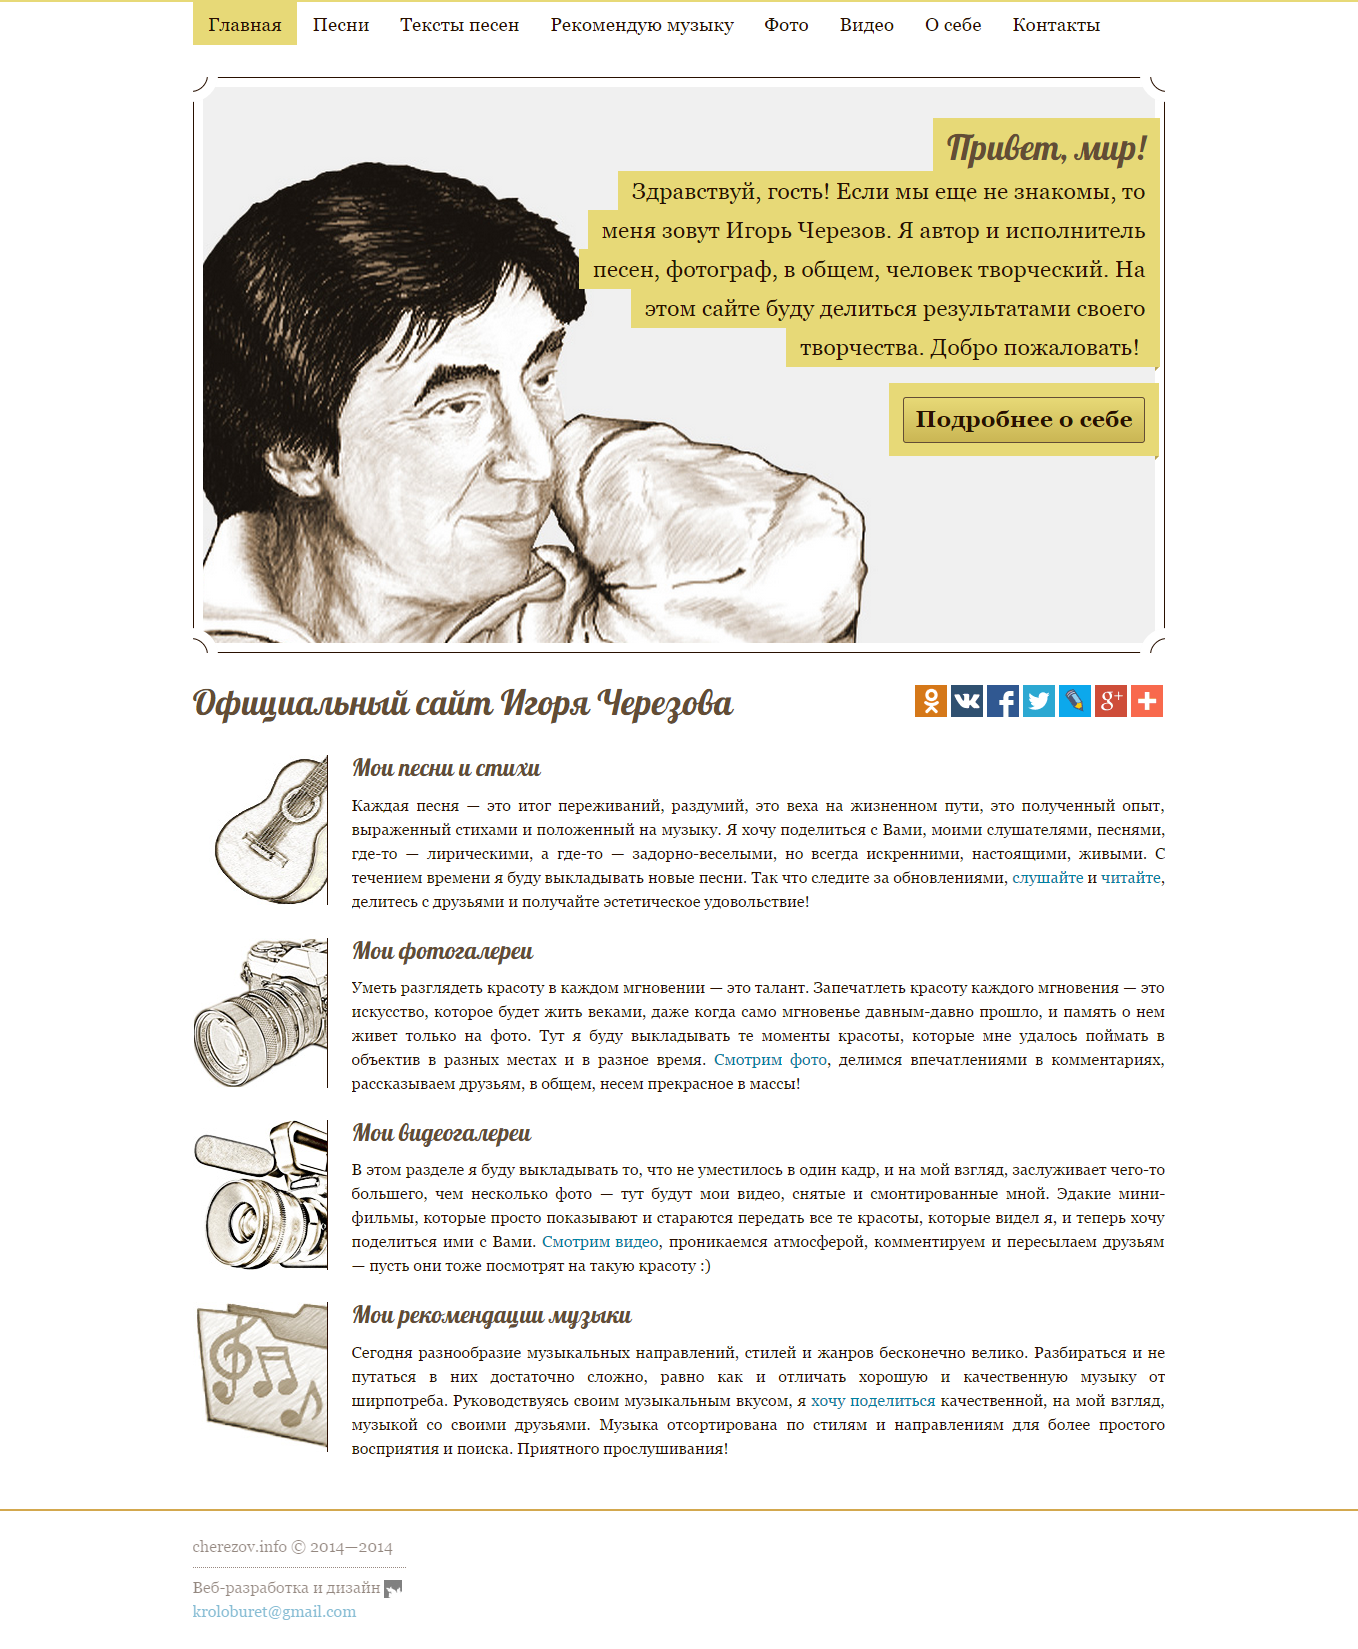 Главная Песни Тексты песен Рекомендую музыку Фото Видео О себе Контакты
Привет, мир!
Здравствуй, гость! Если мы еще не знакомы, то
меня зовут Игорь Черезов. Я автор и исполнитель
песен, фотограф, в общем, человек творческий. На
этом сайте буду делиться результатами своего
творчества. Добро пожаловать!
Подробнее о себе
Официальный сайт Игоря Черезова
Мои песни и стихи
Каждая песня — это итог переживаний, раздумий, это веха на жизненном пути, это полученный опыт,
выраженный стихами и положенный на музыку. Я хочу поделиться с Вами, моими слушателями, песнями,
где-то — лирическими, а где-то — задорно-веселыми, но всегда искренними, настоящими, живыми. С
течением времени я буду выкладывать новые песни. Так что следите за обновлениями, слушайте и читайте,
делитесь с друзьями и получайте эстетическое удовольствие!
Мои фотогалереи
Уметь разглядеть красоту в каждом мгновении — это талант. Запечатлеть красоту каждого мгновения — это
искусство, которое будет жить веками, даже когда само мгновенье давным-давно прошло, и память о нем
живет только на фото. Тут я буду выкладывать те моменты красоты, которые мне удалось поймать в
объектив в разных местах и в разное время. Смотрим фото, делимся впечатлениями в комментариях,
рассказываем друзьям, в общем, несем прекрасное в массы!
Мои видеогалереи
В этом разделе я буду выкладывать то, что не уместилось в один кадр, и на мой взгляд, заслуживает чего-то
большего, чем несколько фото — тут будут мои видео, снятые и смонтированные мной. Эдакие мини-
фильмы, которые просто показывают и стараются передать все те красоты, которые видел я, и теперь хочу
поделиться ими с Вами. Смотрим видео, проникаемся атмосферой, комментируем и пересылаем друзьям
— пусть они тоже посмотрят на такую красоту :)
Мои рекомендации музыки
Сегодня разнообразие музыкальных направлений, стилей и жанров бесконечно велико. Разбираться и не
путаться в них достаточно сложно, равно как и отличать хорошую и качественную музыку от
ширпотреба. Руководствуясь своим музыкальным вкусом, я хочу поделиться качественной, на мой взгляд,
музыкой со своими друзьями. Музыка отсортирована по стилям и направлениям для более простого
восприятия и поиска. Приятного прослушивания!
cherezov.info © 2014—2014
Веб-разработка и дизайн
kroloburet@gmail.com